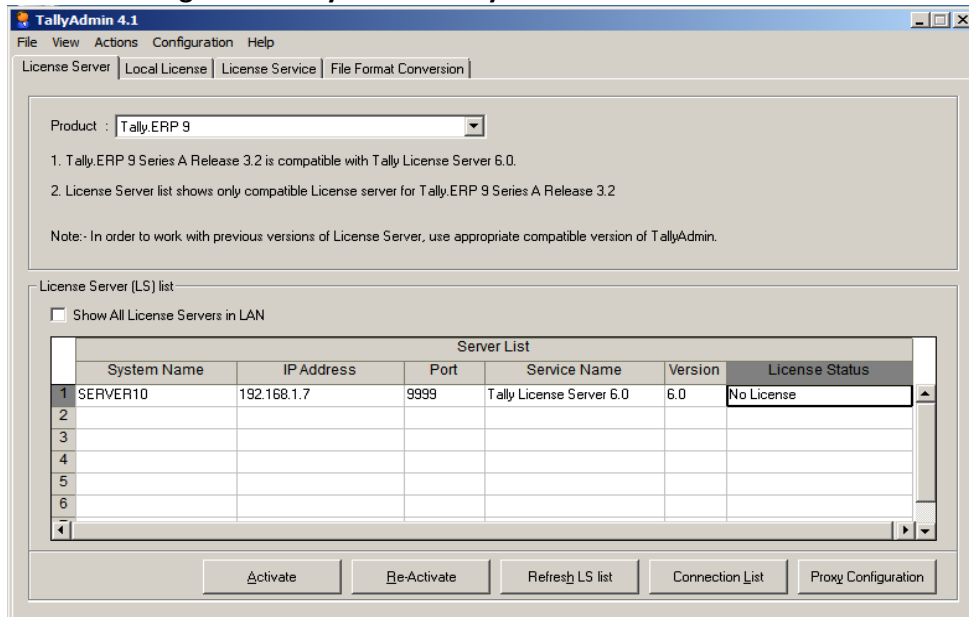 TallyAdmin 4.1
File View Actions Configuration Help
License Server Local License License Service File Format Conversion
Product : Tally.ERP 9
1. Tally.ERP 9 Series A Release 3.2 is compatible with Tally License Server 6.0.
2. License Server list shows only compatible License server for Tally.ERP 9 Series A Release 3.2
Note:- In order to work with previous versions of License Server, use appropriate compatible version of TallyAdmin.
License Server (LS) list
Show All License Servers in LAN
Server List
System Name IP Address Port Service Name Version License Status
1 SERVER10 192.168.1.7 9999 Tally License Server 6.0 6.0 No License
2
3
4
5
6
Activate Re-Activate Refresh LS list Connection List Proxy Configuration